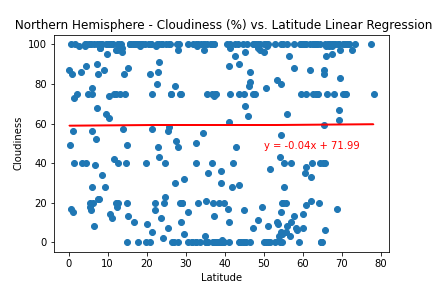 Northern Hemisphere - Cloudiness (%) vs. Latitude Linear Regression
100
80
60
40
20
0
Cloudiness
y = -0.04x + 71.99
0 10 20 30 40 50 60 70 80
Latitude